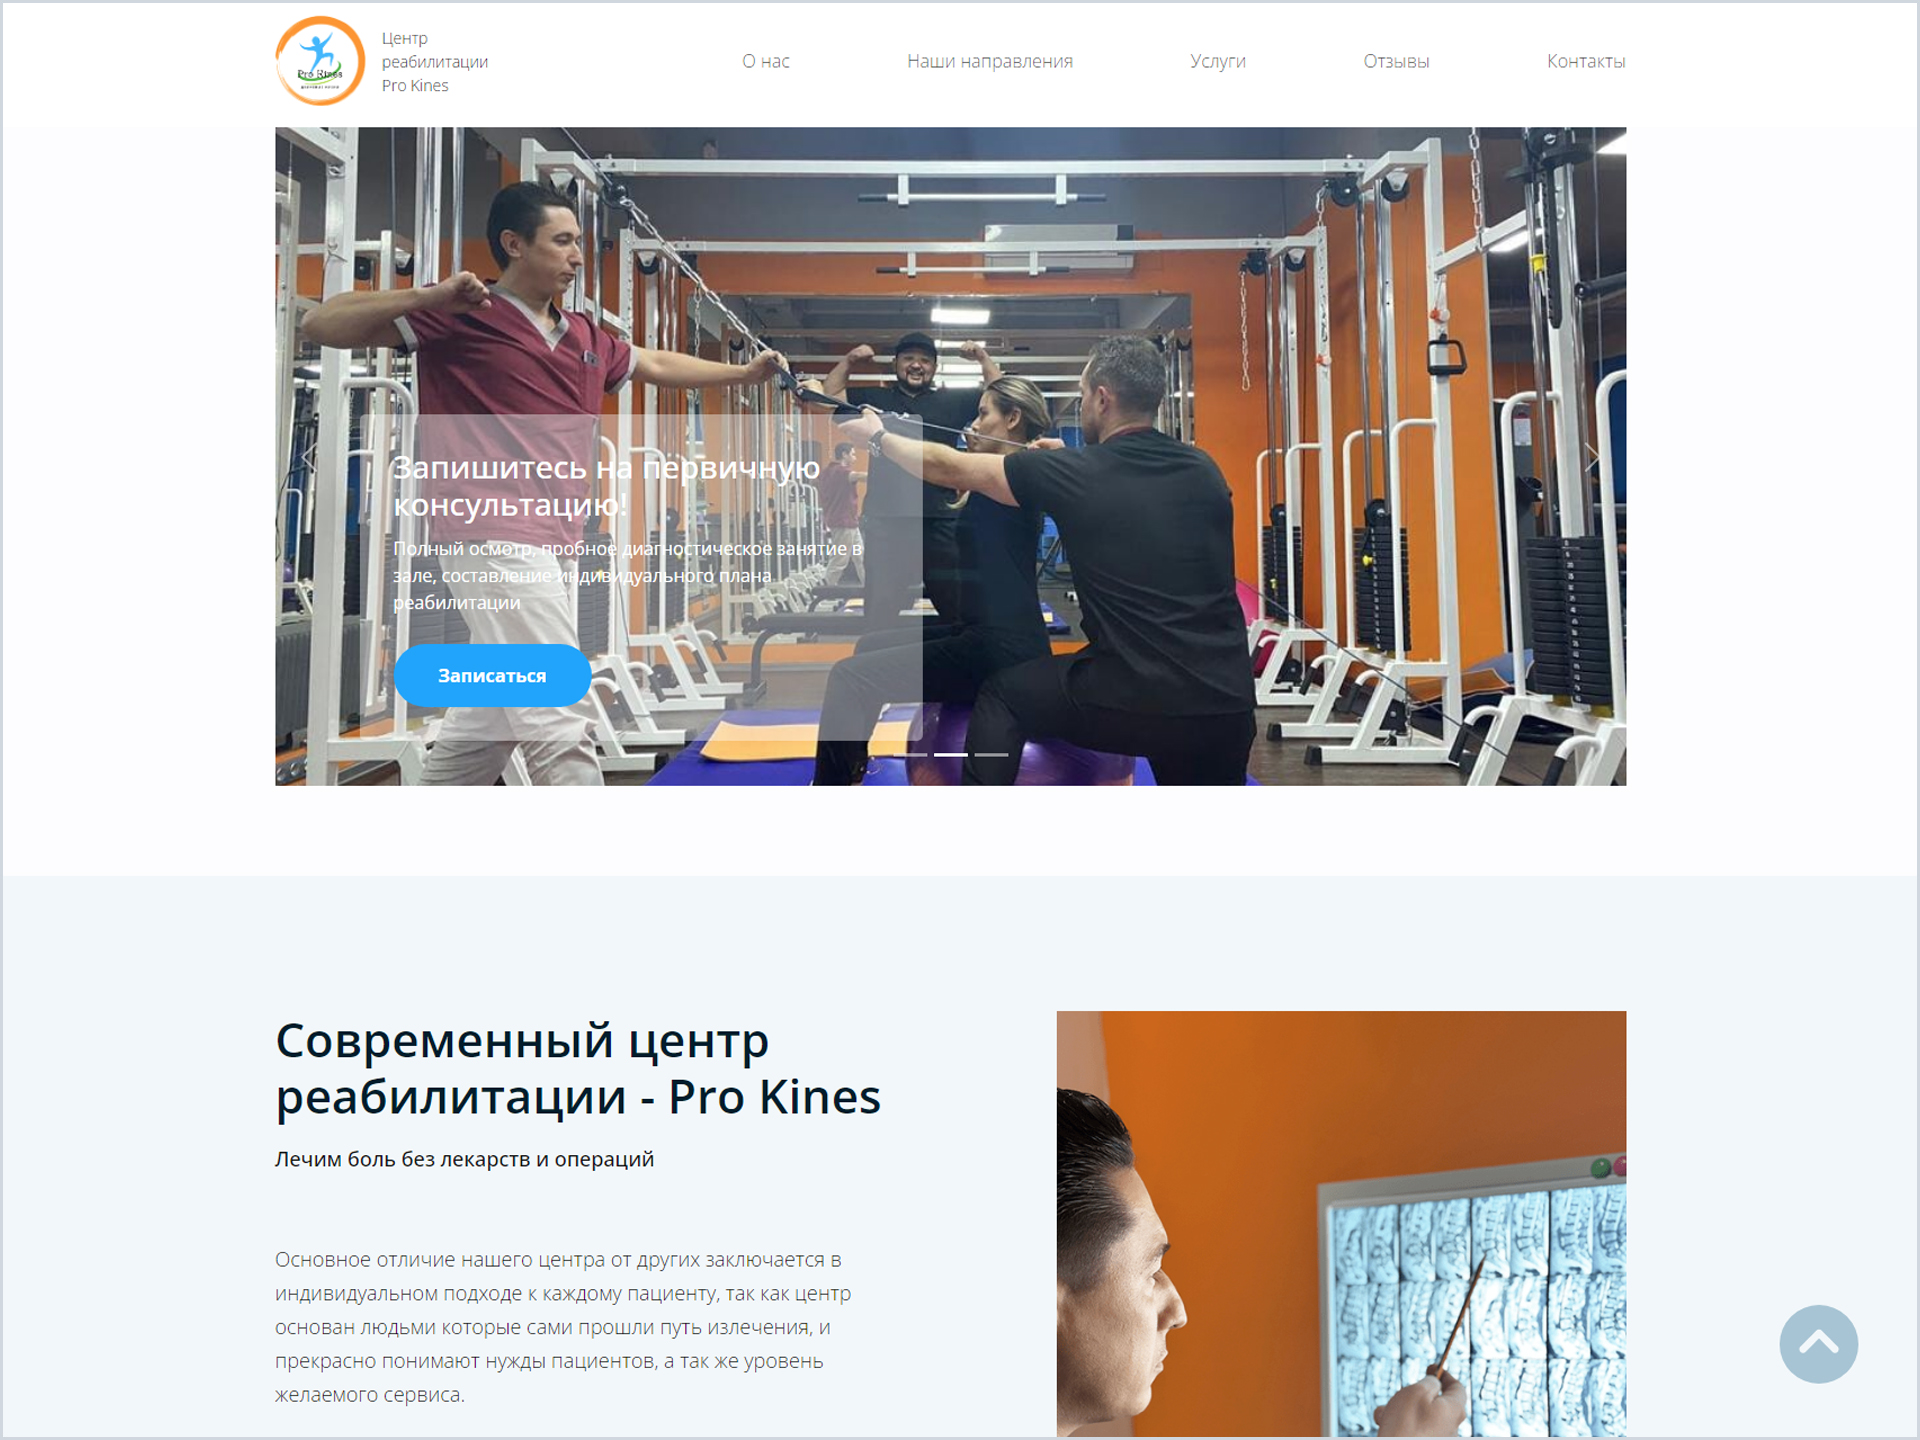 Pro Kines
Центр
реабилитации
Pro Kines
О нас
Наши направления
Услуги
Отзывы
Контакты
Запишитесь на первичную
консультацию!
Полный осмотр, пробное диагностическое занятие в
зале, составление индивидуального плана
реабилитации
Записаться
Современный центр
реабилитации - Pro Kines
Лечим боль без лекарств и операций
Основное отличие нашего центра от других заключается в
индивидуальном подходе к каждому пациенту, так как центр
основан людьми которые сами прошли путь излечения, и
прекрасно понимают нужды пациентов, а так же уровень
желаемого сервиса.